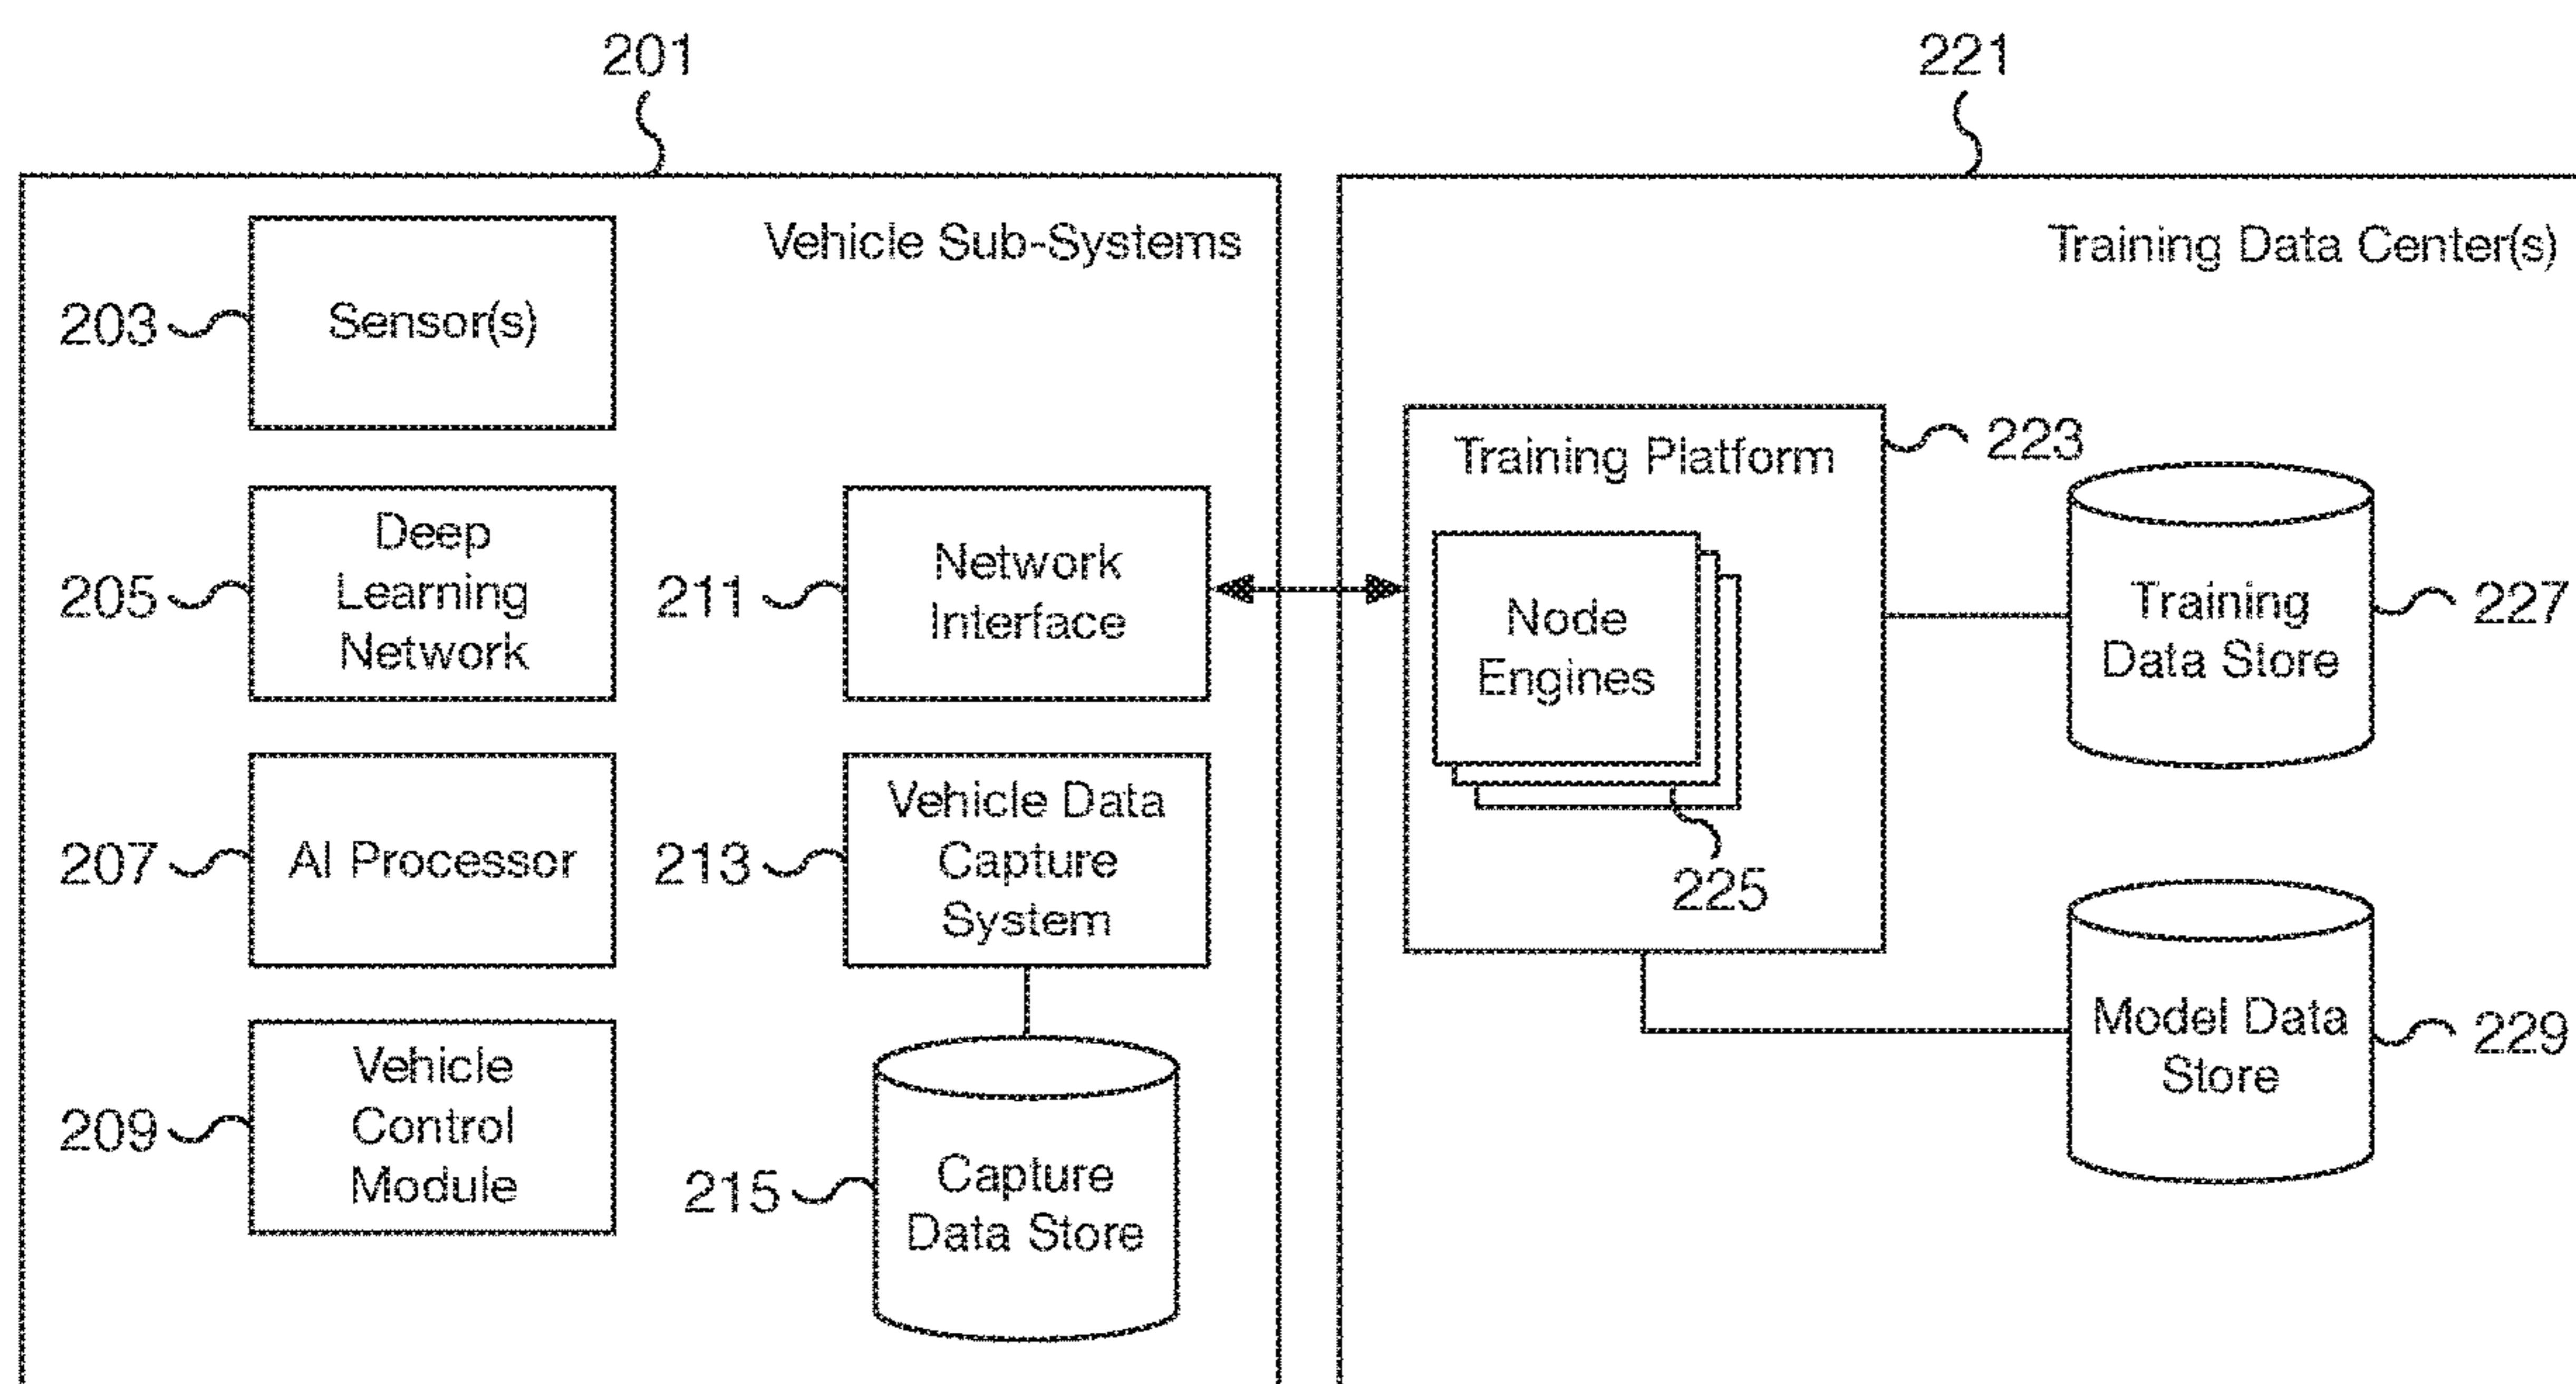 201
221
Vehicle Sub-Systems
203
Sensor(s)
205
Deep
Learning
Network
211
Network
Interface
207
AI Processor
213
Vehicle Data
Capture
System
209
Vehicle
Control
Module
215
Capture
Data Store
Training Data Center(s)
Training Platform
223
Node
Engines
225
Training
Data Store
227
Model Data
Store
229